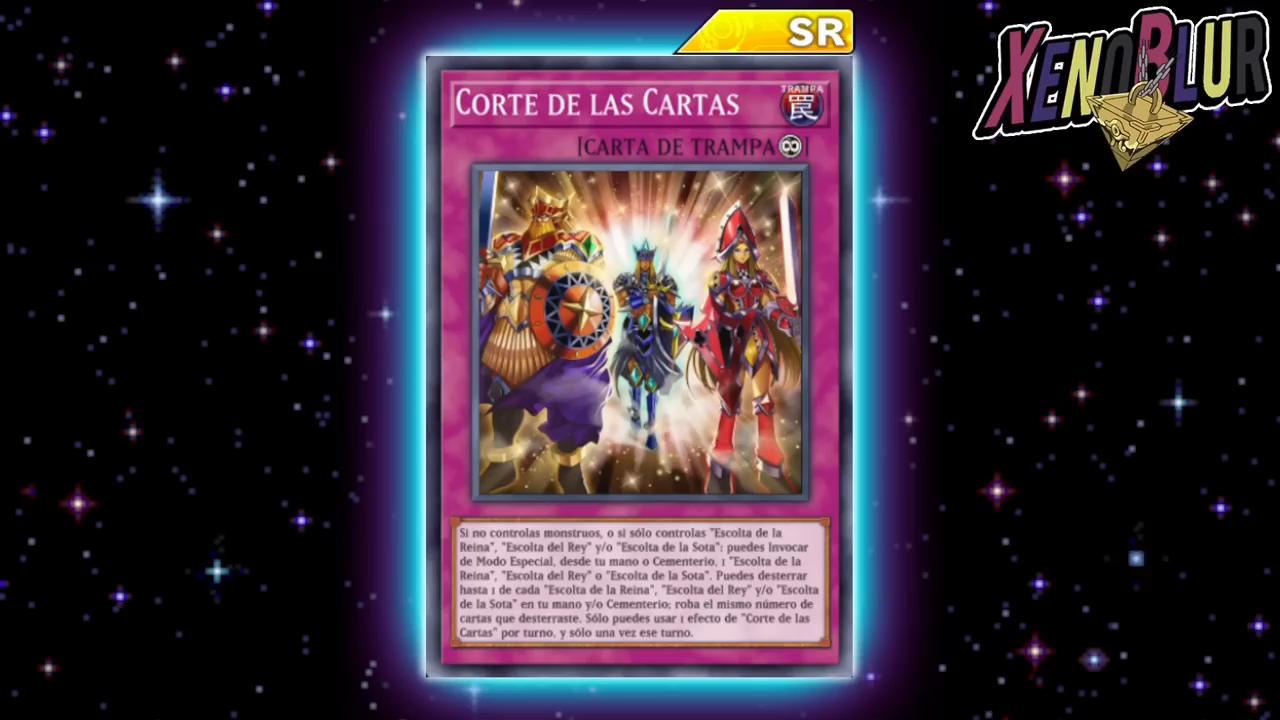 SR
XENOBLUR
CORTE DE LAS CARTAS
TRAMPA
罠
[CARTA DE TRAMPA ]
Si no controlas monstruos, o si sólo controlas "Escolta de la
Reina", "Escolta del Rey" y/o "Escolta de la Sota": puedes Invocar
de Modo Especial, desde tu mano o Cementerio, 1 "Escolta de la
Reina", "Escolta del Rey" o "Escolta de la Sota". Puedes desterrar
hasta 1 de cada "Escolta de la Reina", "Escolta del Rey" y/o "Escolta
de la Sota" en tu mano y/o Cementerio; roba el mismo número de
cartas que desterraste. Sólo puedes usar 1 efecto de "Corte de las
Cartas" por turno, y sólo una vez ese turno.